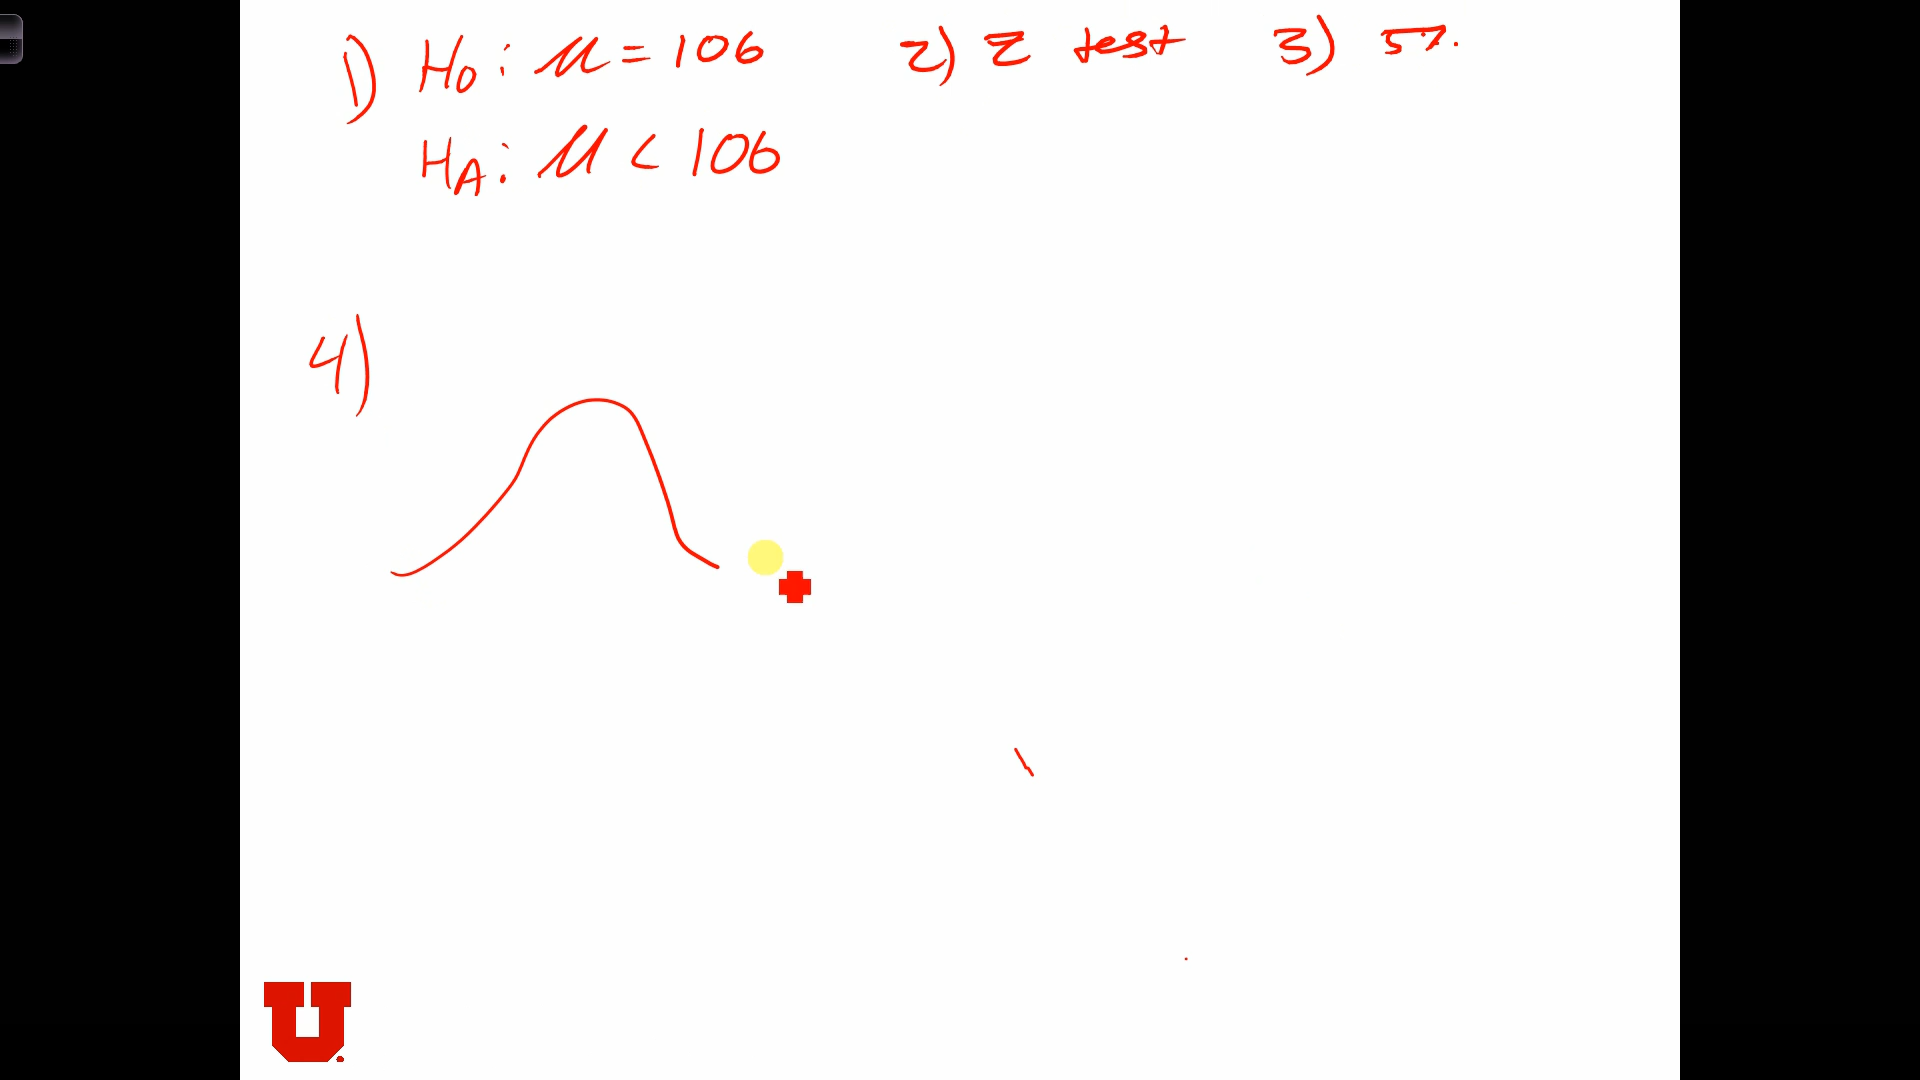 1) H₀: μ = 106 2) Z test 3) 5%.
Hₐ: μ < 106
4)
U